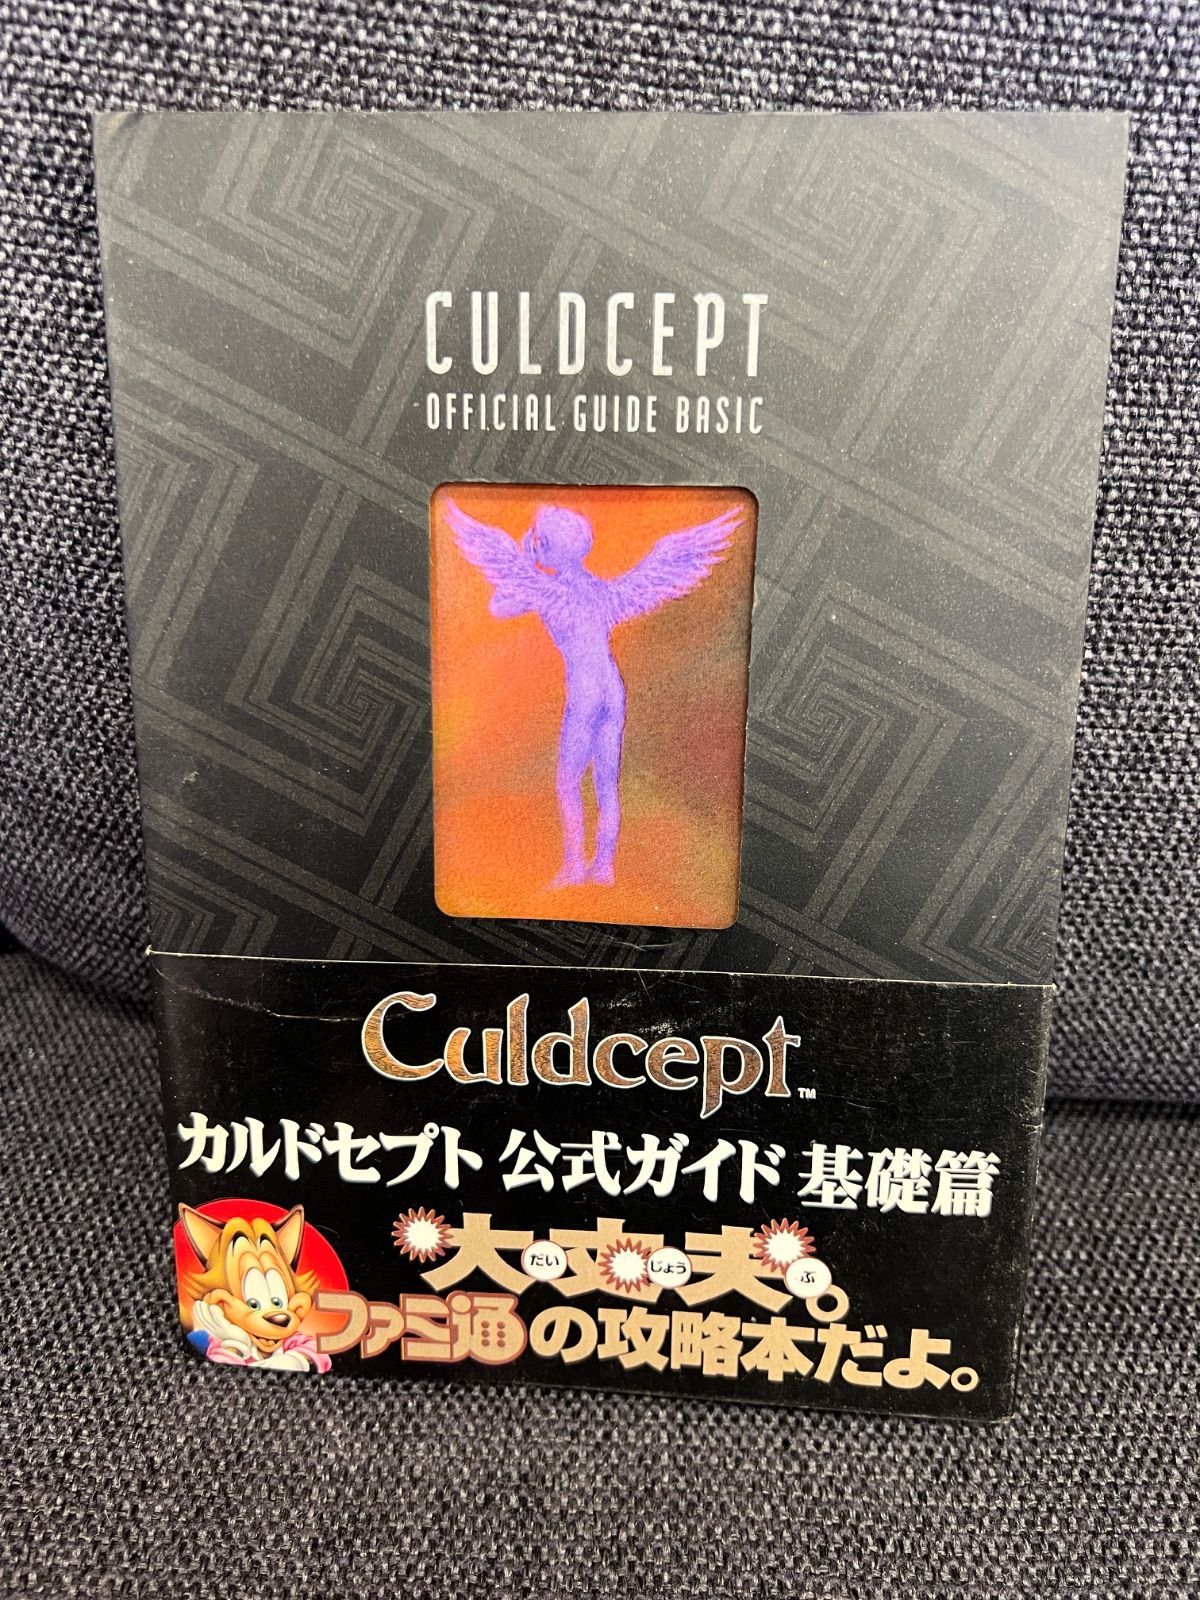 CULDCEPT
OFFICIAL GUIDE BASIC
Culdcept™
カルドセプト 公式ガイド 基礎篇
大丈夫。
だい じょう ぶ
ファミ通の攻略本だよ。